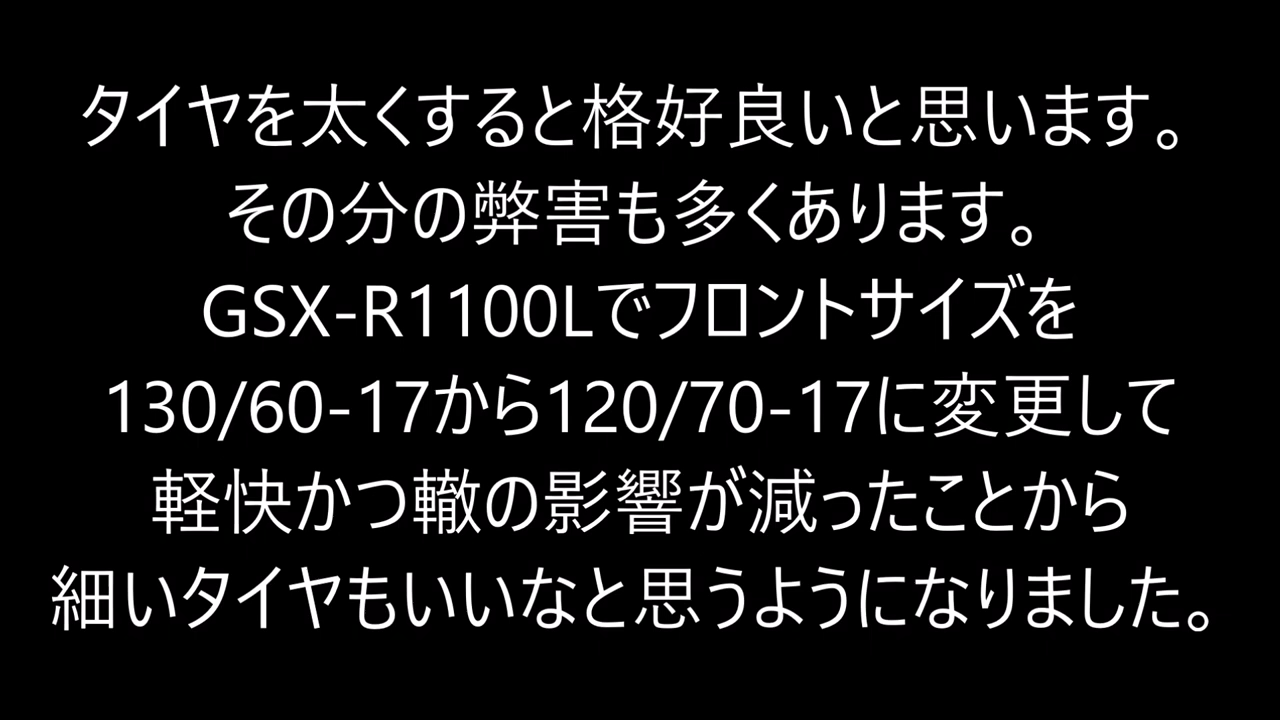 タイヤを太くすると格好良いと思います。
その分の弊害も多くあります。
GSX-R1100Lでフロントサイズを
130/60-17から120/70-17に変更して
軽快かつ轍の影響が減ったことから
細いタイヤもいいなと思うようになりました。